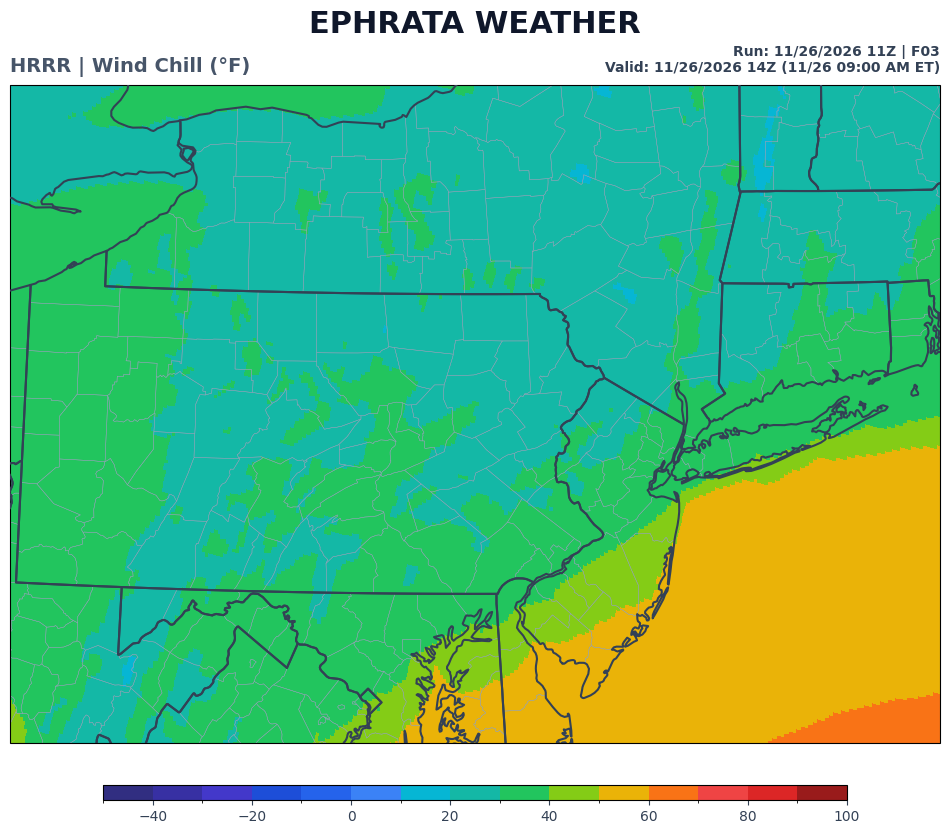 EPHRATA WEATHER
HRRR | Wind Chill (°F)
Run: 11/26/2026 11Z | F03
Valid: 11/26/2026 14Z (11/26 09:00 AM ET)
−40 −20 0 20 40 60 80 100